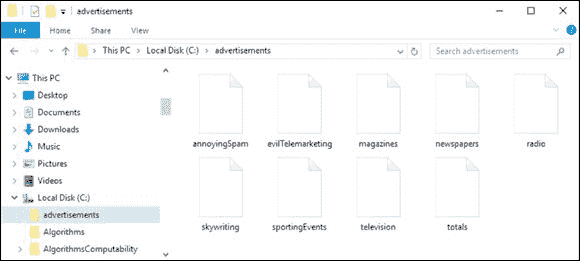 advertisements
File Home Share View
This PC Local Disk (C:) advertisements
Search advertisements
This PC
Desktop
Documents
Downloads
Music
Pictures
Videos
Local Disk (C:)
advertisements
Algorithms
AlgorithmsComputability
annoyingSpam evilTelemarketing magazines newspapers radio
skywriting sportingEvents television totals